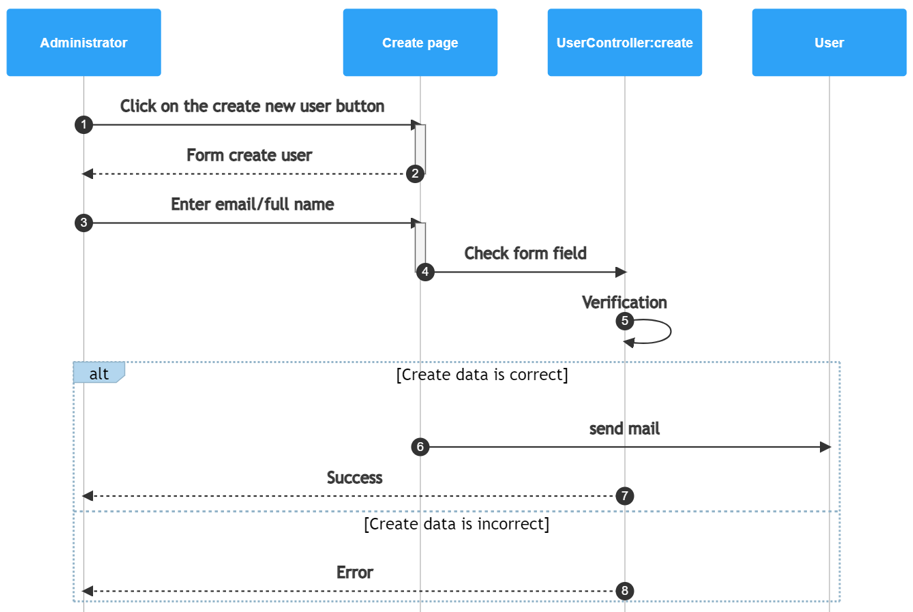 Administrator
Create page
UserController:create
User
Click on the create new user button
1
Form create user
2
Enter email/full name
3
Check form field
4
Verification
5
alt
[Create data is correct]
send mail
6
Success
7
[Create data is incorrect]
Error
8